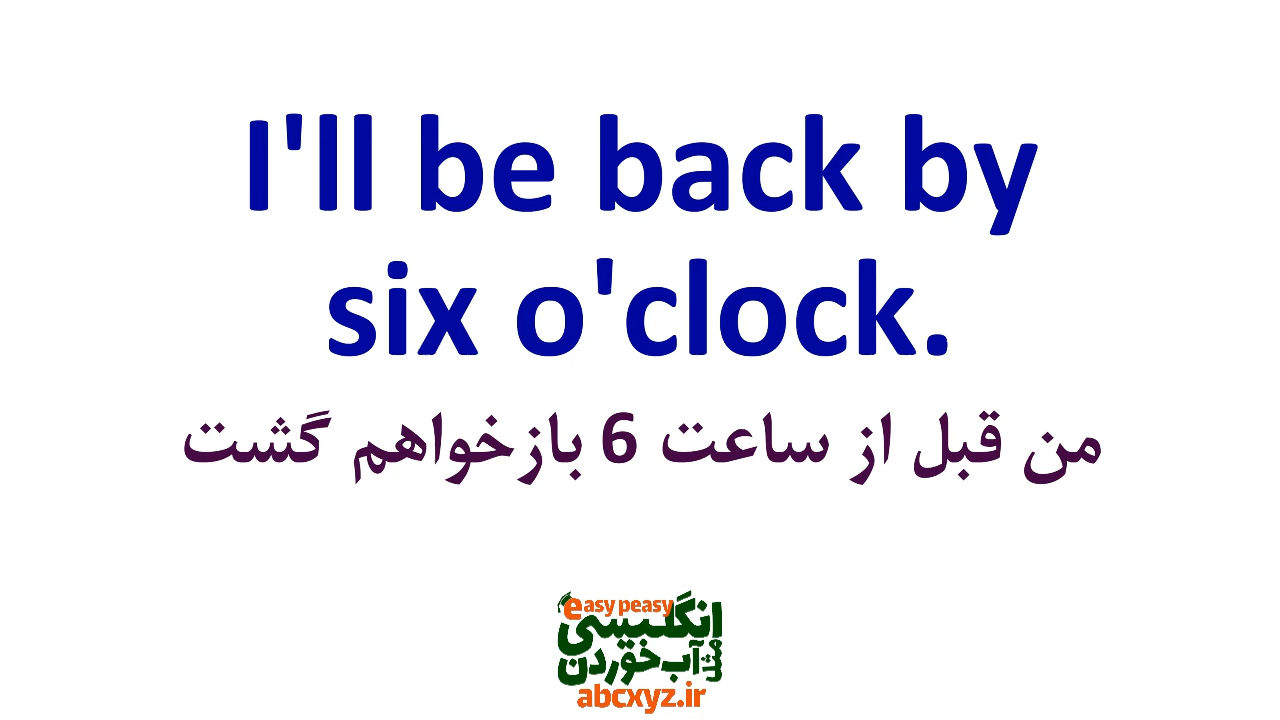 I'll be back by
six o'clock.
من قبل از ساعت 6 بازخواهم گشت
easy peasy
انگلیسی
مثل آب خوردن
abcxyz.ir